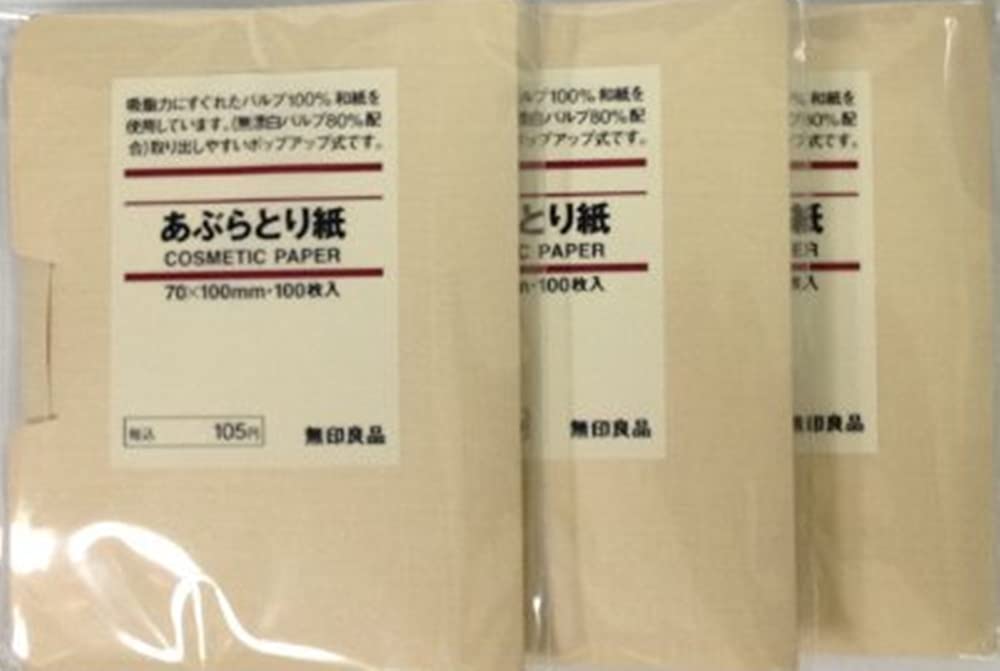 吸脂力にすぐれたパルプ100%和紙を
使用しています。(無漂白パルプ80%配
合)取り出しやすいポップアップ式です。
あぶらとり紙
COSMETIC PAPER
70×100mm・100枚入
税込 105円
無印良品
ルプ100%和紙を
漂白パルプ80%配
ップアップ式です。
とり紙
C PAPER
m・100枚入
無印良品
% 和紙を
80%配
プ式です。
紙
ER
入
無印良品